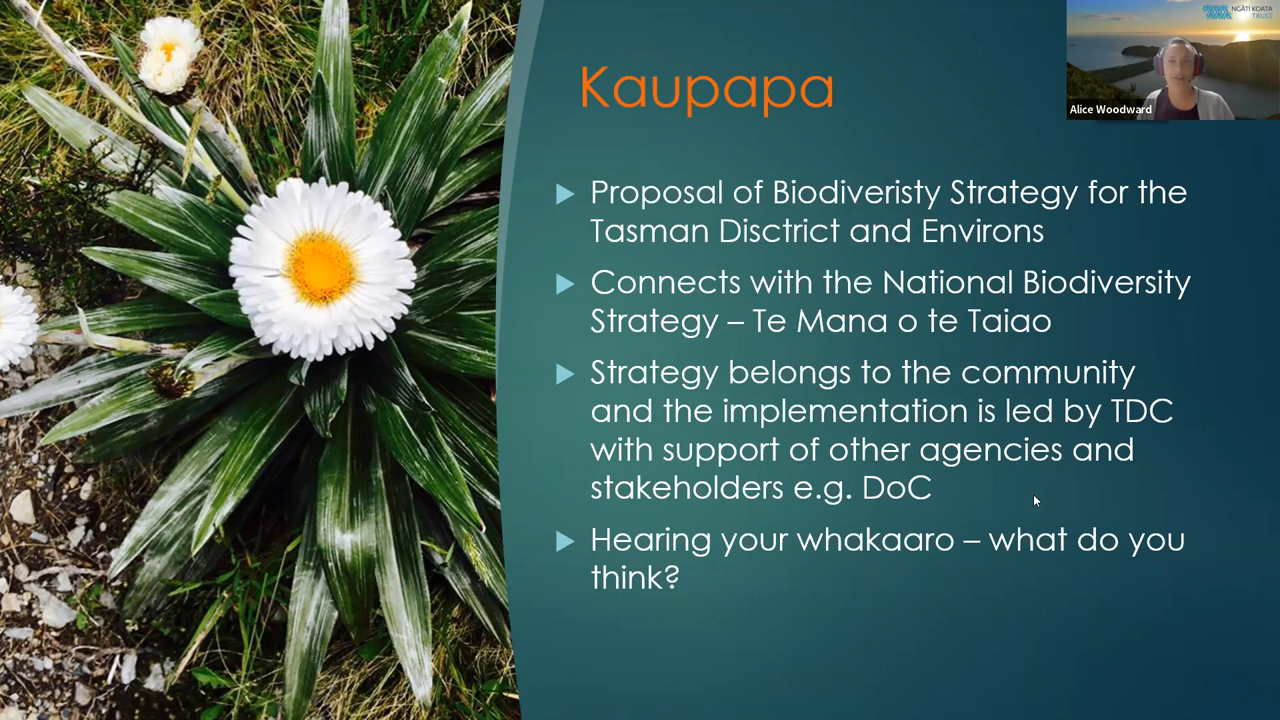 Kaupapa
NGĀTI KOATA
TRUST
Alice Woodward
Proposal of Biodiveristy Strategy for the
Tasman Disctrict and Environs
Connects with the National Biodiversity
Strategy – Te Mana o te Taiao
Strategy belongs to the community
and the implementation is led by TDC
with support of other agencies and
stakeholders e.g. DoC
Hearing your whakaaro – what do you
think?